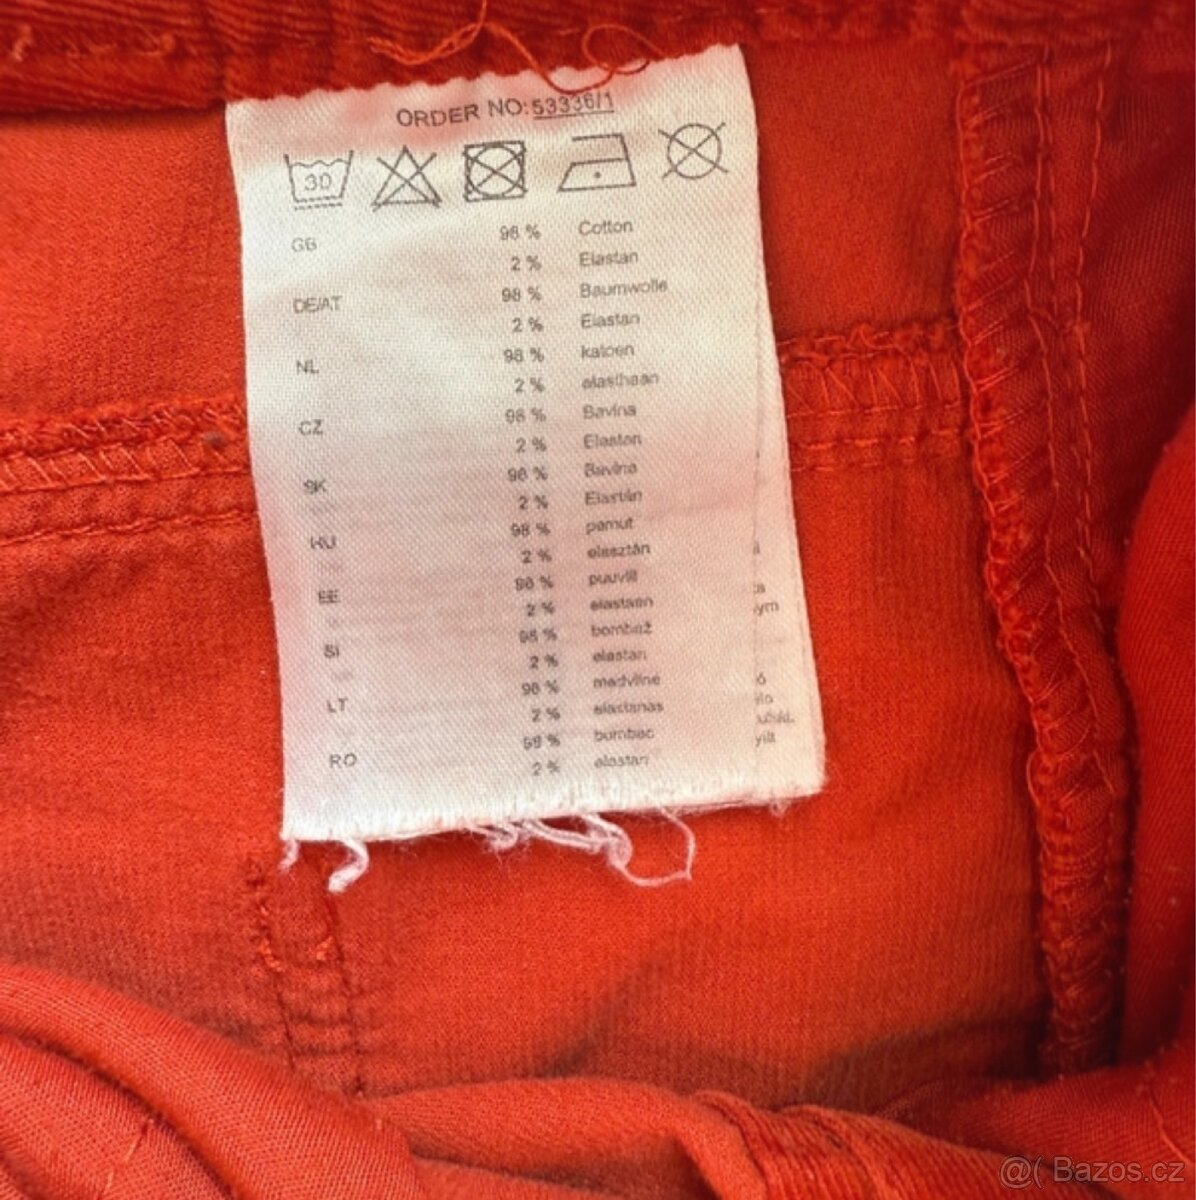 ORDER NO: 53336/1
30
GB 98 % Cotton
2 % Elastan
DE/AT 98 % Baumwolle
2 % Elastan
NL 98 % katoen
2 % elasthaan
CZ 98 % Bavlna
2 % Elastan
SK 98 % Bavlna
2 % Elastán
HU 98 % pamut
2 % elasztán
EE 98 % puuvill
2 % elastaan
SI 98 % bombaž
2 % elastan
LT 98 % medvilnė
2 % elastanas
RO 98 % bumbac
2 % elastan
@( Bazos.cz